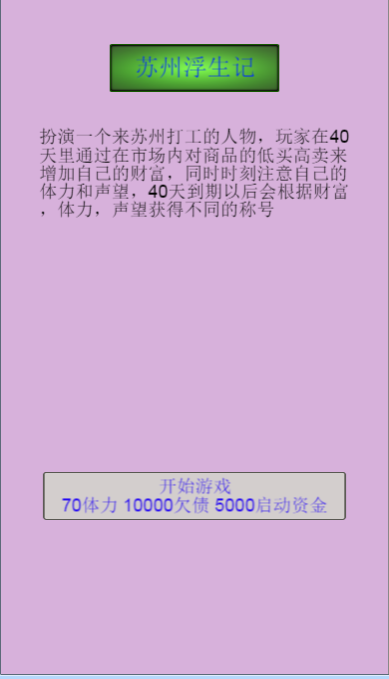 苏州浮生记
扮演一个来苏州打工的人物，玩家在40
天里通过在市场内对商品的低买高卖来
增加自己的财富，同时时刻注意自己的
体力和声望，40天到期以后会根据财富
，体力，声望获得不同的称号
开始游戏
70体力 10000欠债 5000启动资金